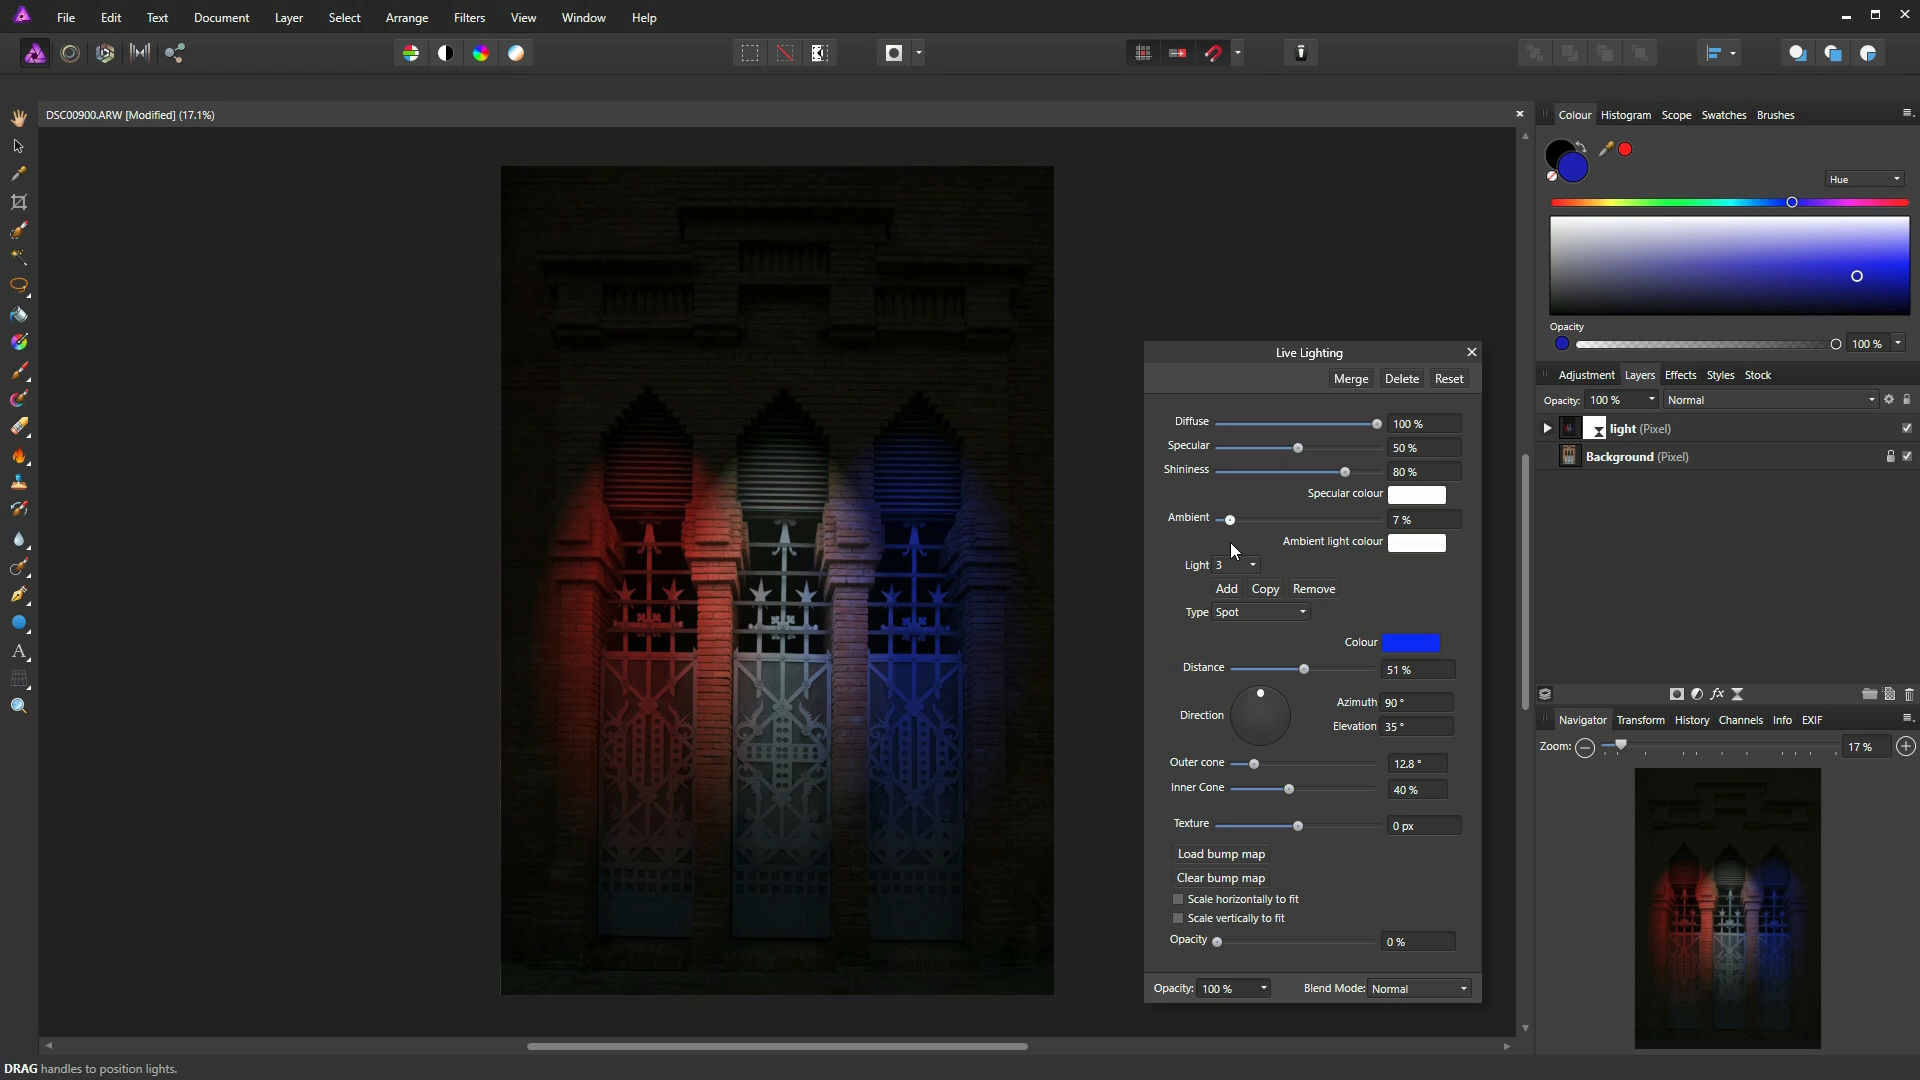 File Edit Text Document Layer Select Arrange Filters View Window Help
DSC00900.ARW [Modified] (17.1%)
Colour Histogram Scope Swatches Brushes
Hue
Opacity
100 %
Adjustment Layers Effects Styles Stock
Opacity: 100 % Normal
light (Pixel)
Background (Pixel)
fx
Navigator Transform History Channels Info EXIF
Zoom: 17 %
Live Lighting
Merge Delete Reset
Diffuse 100 %
Specular 50 %
Shininess 80 %
Specular colour
Ambient 7 %
Ambient light colour
Light 3
Add Copy Remove
Type Spot
Colour
Distance 51 %
Direction Azimuth 90 °
Elevation 35 °
Outer cone 12.8 °
Inner Cone 40 %
Texture 0 px
Load bump map
Clear bump map
Scale horizontally to fit
Scale vertically to fit
Opacity 0 %
Opacity: 100 % Blend Mode: Normal
DRAG handles to position lights.